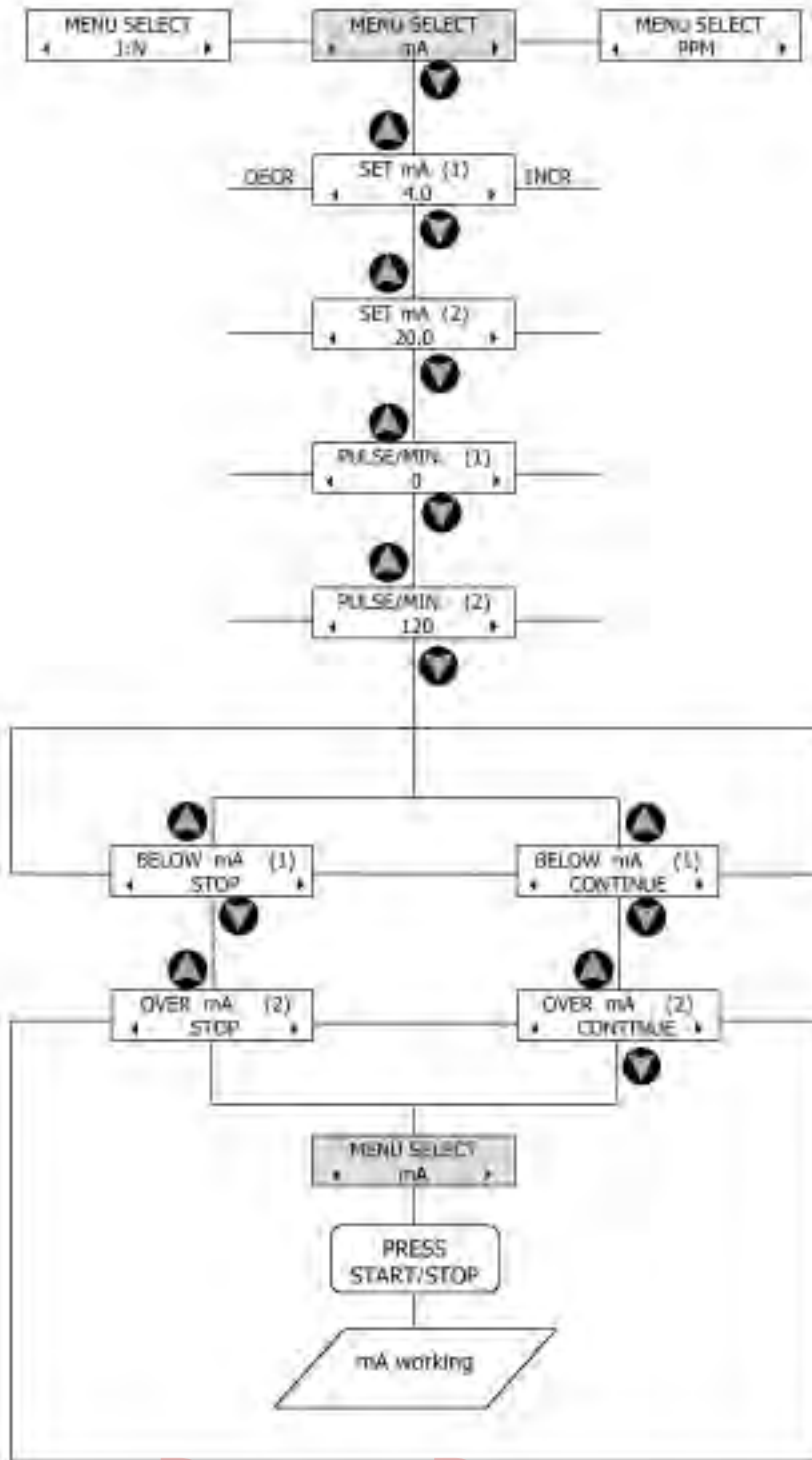 MENU SELECT
1:N
MENU SELECT
mA
MENU SELECT
PPM
DECR
SET mA (1)
4.0
INCR
SET mA (2)
20.0
PULSE/MIN. (1)
0
PULSE/MIN. (2)
120
BELOW mA (1)
STOP
BELOW mA (1)
CONTINUE
OVER mA (2)
STOP
OVER mA (2)
CONTINUE
MENU SELECT
mA
PRESS
START/STOP
mA working